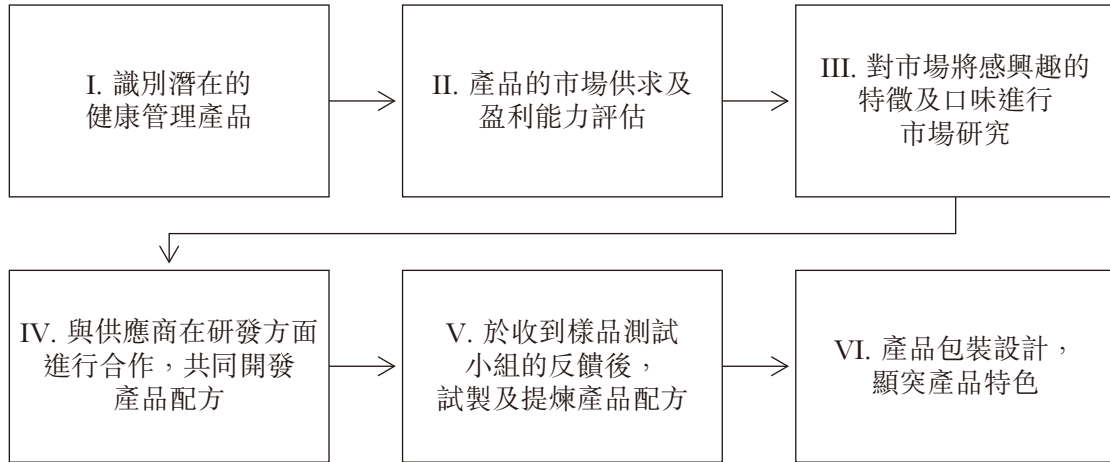 I. 識別潛在的
健康管理產品
II. 產品的市場供求及
盈利能力評估
III. 對市場將感興趣的
特徵及口味進行
市場研究
IV. 與供應商在研發方面
進行合作，共同開發
產品配方
V. 於收到樣品測試
小組的反饋後，
試製及提煉產品配方
VI. 產品包裝設計，
顯突產品特色